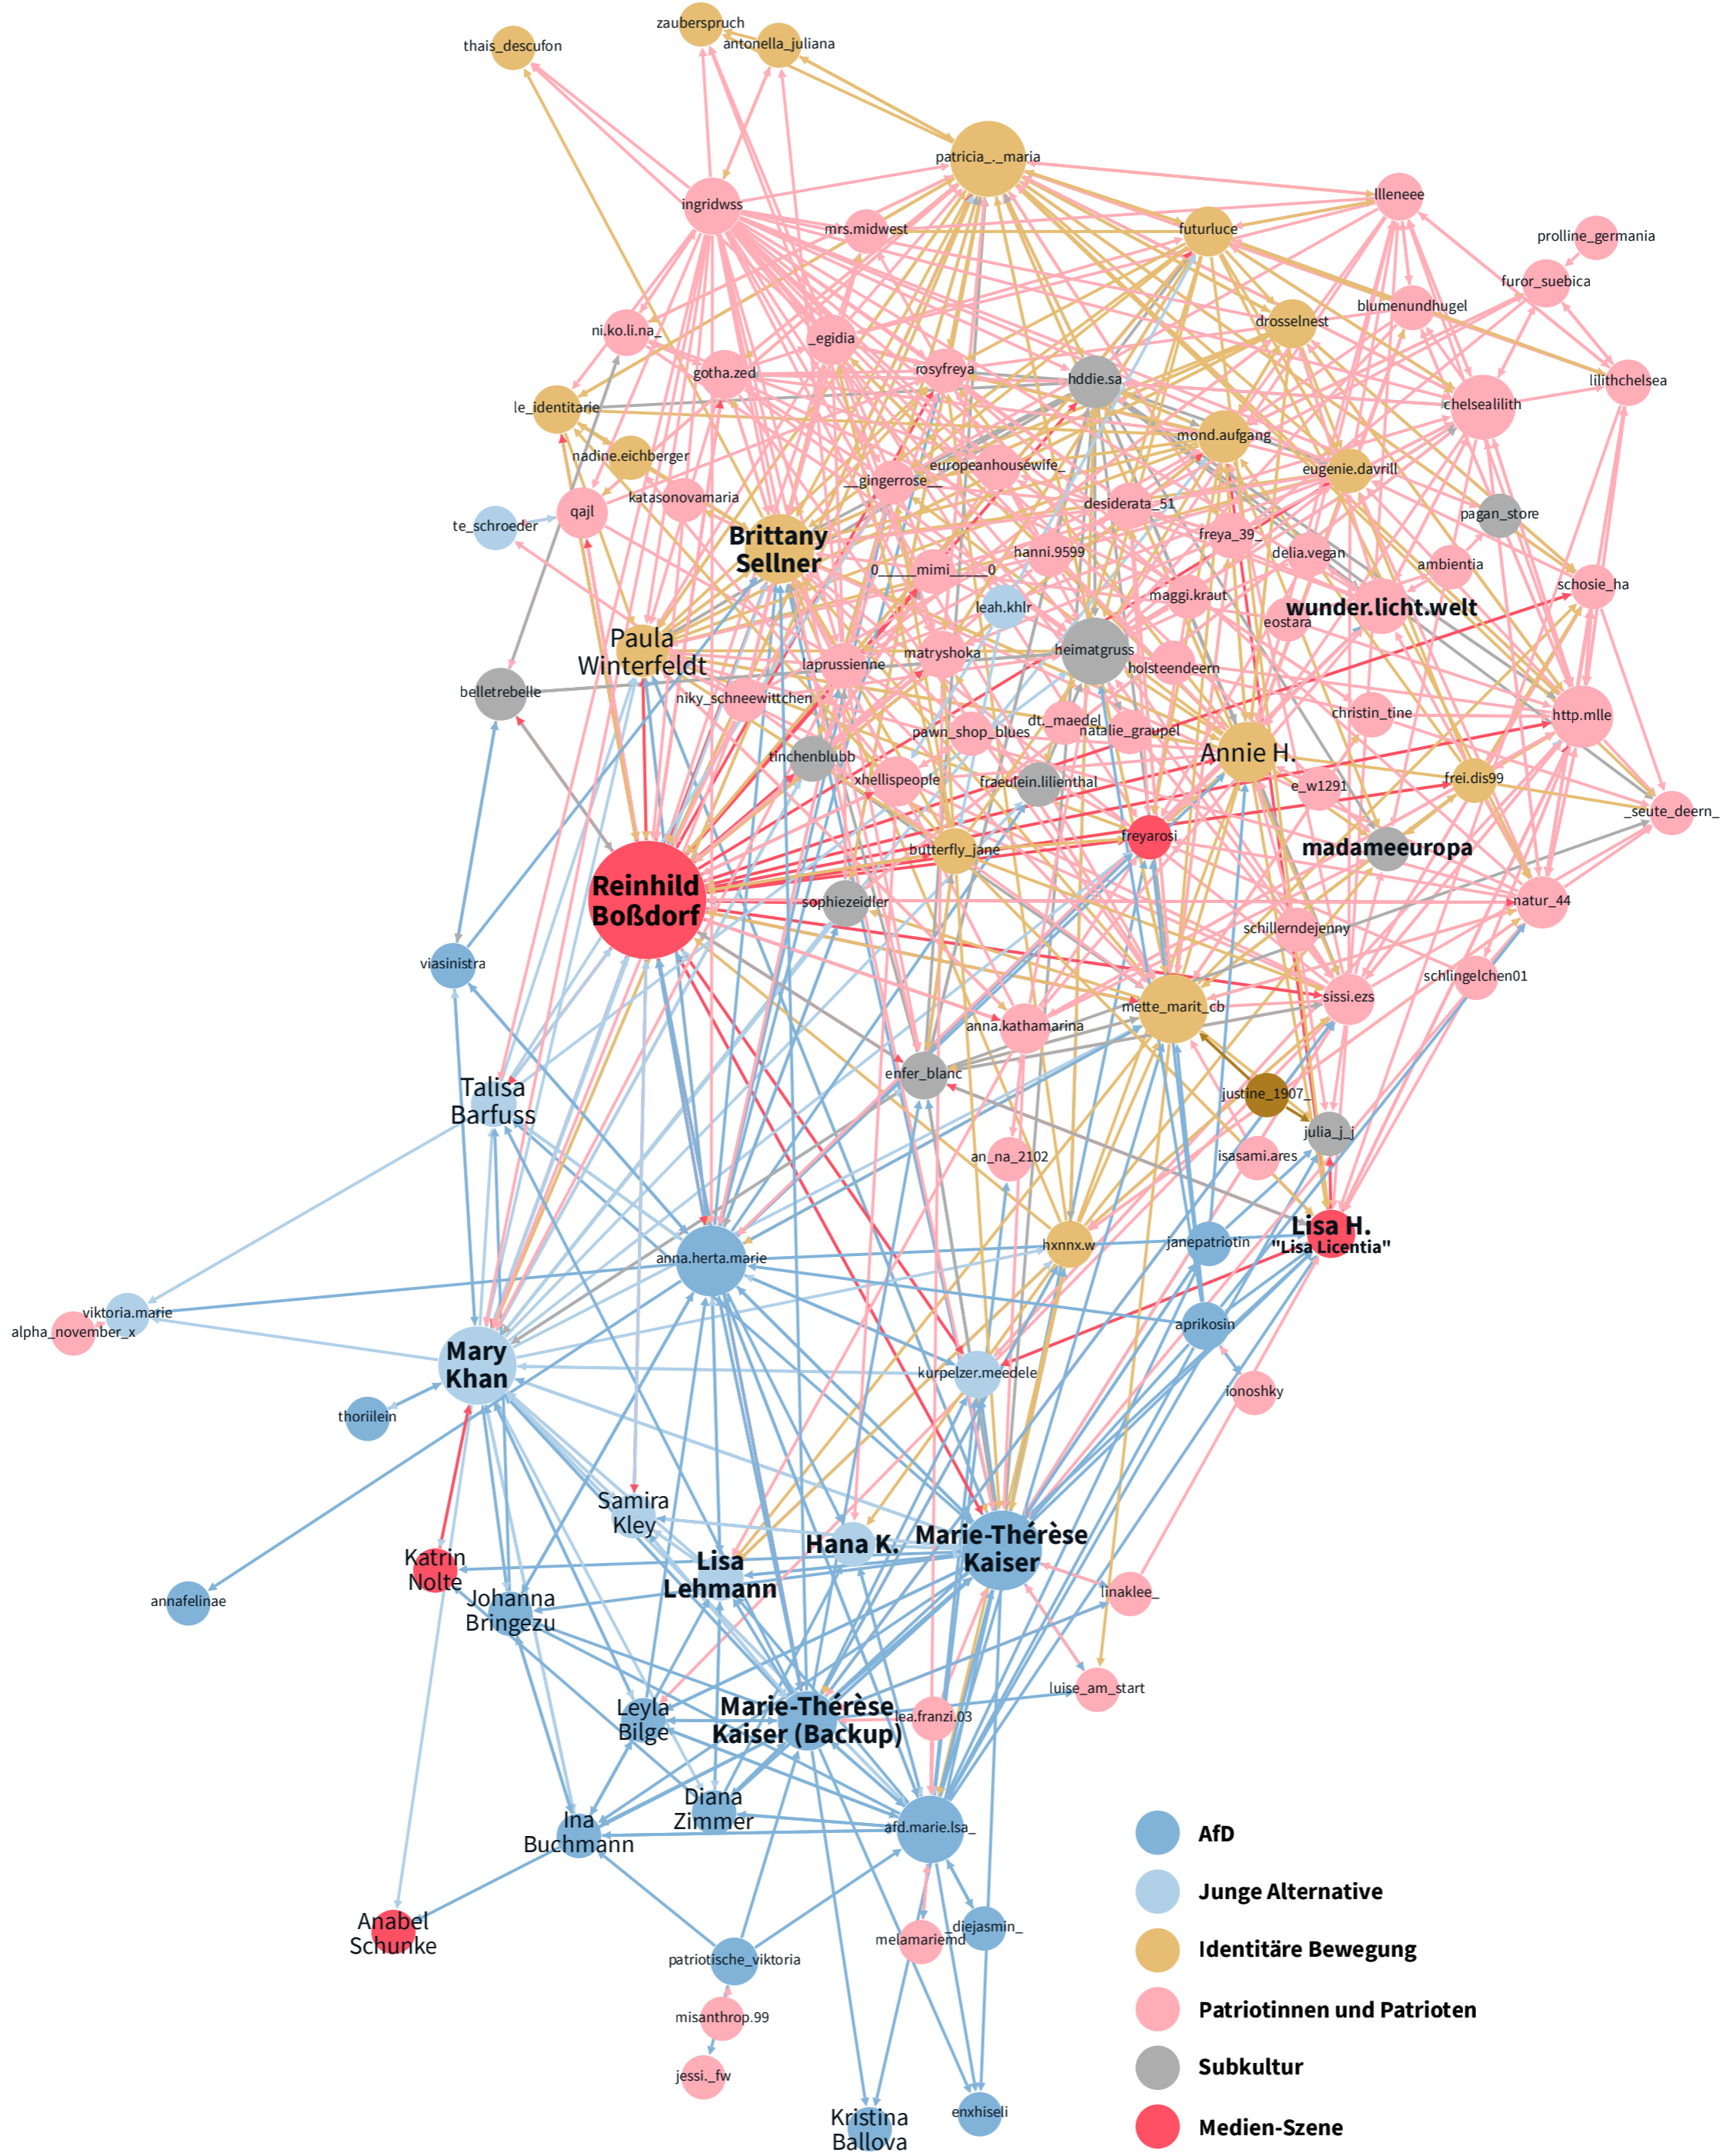 zauberspruch
thais_descufon
antonella_juliana
patricia_._maria
ingridwss
llleneee
mrs.midwest
futurluce
prolline_germania
furor_suebica
blumenundhugel
drosselnest
ni.ko.li.na_
_egidia
gotha.zed
rosyfreya
hddie.sa
lilithchelsea
le_identitarie
chelsealilith
mond.aufgang
nadine.eichberger
europeanhousewife_
eugenie.davrill
__gingerrose__
katasonovamaria
desiderata_51
qajl
pagan_store
te_schroeder
Brittany
Sellner
freya_39_
hanni.9599
delia.vegan
ambientia
0_____mimi_____0
schosie_ha
maggi.kraut
leah.khlr
wunder.licht.welt
eostara
Paula
Winterfeldt
laprussienne
matryshoka
heimatgruss
holsteendeern
belletrebelle
niky_schneewittchen
christin_tine
http.mlle
dt._maedel
pawn_shop_blues
natalie_graupel
tinchenblubb
Annie H.
xhellispeople
fraeulein.lilienthal
e_w1291
frei.dis99
_seute_deern_
freyarosi
butterfly_jane
madameeuropa
Reinhild
Boßdorf
sophiezeidler
natur_44
schillerndejenny
viasinistra
schlingelchen01
sissi.ezs
mette_marit_cb
anna.kathamarina
enfer_blanc
Talisa
Barfuss
justine_1907_
julia_j_j
an_na_2102
isasami.ares
Lisa H.
"Lisa Licentia"
anna.herta.marie
hxnnx.w
janepatriotin
viktoria.marie
alpha_november_x
aprikosin
Mary
Khan
kurpelzer.meedele
ionoshky
thoriilein
Samira
Kley
Hana K.
Marie-Thérèse
Kaiser
Katrin
Nolte
Lisa
Lehmann
linaklee_
annafelinae
Johanna
Bringezu
luise_am_start
Leyla
Bilge
Marie-Thérèse
Kaiser (Backup)
lea.franzi.03
Diana
Zimmer
Ina
Buchmann
afd.marie.lsa_
AfD
Junge Alternative
Anabel
Schunke
_diejasmin_
melamariemd
Identitäre Bewegung
patriotische_viktoria
Patriotinnen und Patrioten
misanthrop.99
Subkultur
jessi._fw
enxhiseli
Kristina
Ballova
Medien-Szene